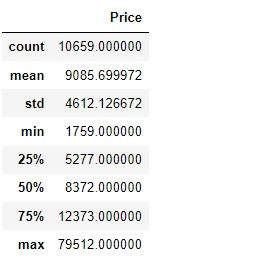 Price
count 10659.000000
mean 9085.699972
std 4612.126672
min 1759.000000
25% 5277.000000
50% 8372.000000
75% 12373.000000
max 79512.000000